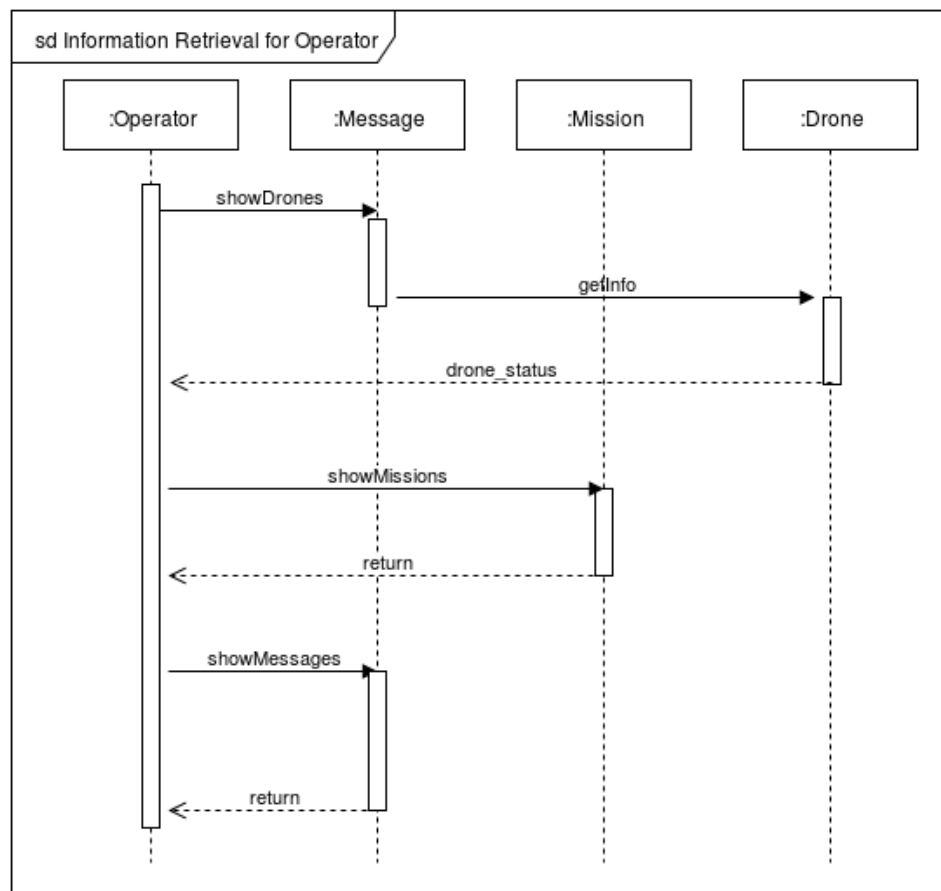 sd Information Retrieval for Operator
:Operator
:Message
:Mission
:Drone
showDrones
getInfo
drone_status
showMissions
return
showMessages
return